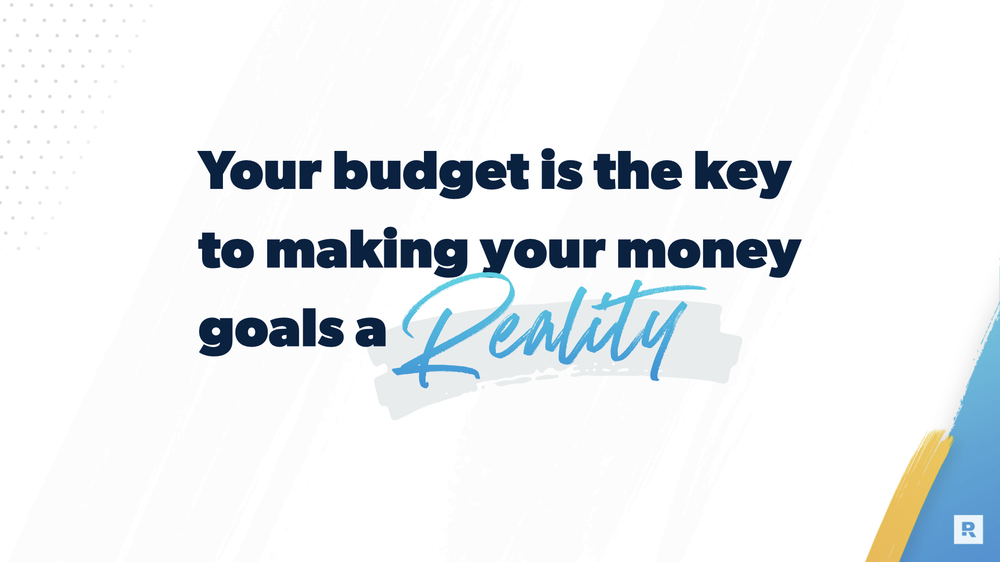 Your budget is the key
to making your money
goals a Reality
R